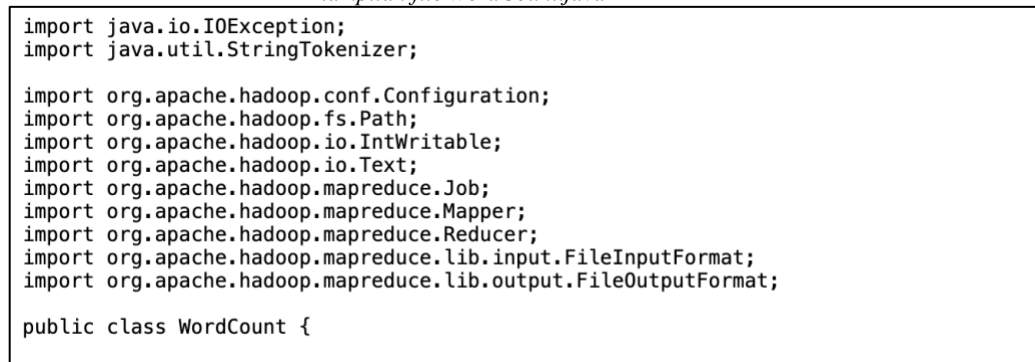 import java.io.IOException;
import java.util.StringTokenizer;
import org.apache.hadoop.conf.Configuration;
import org.apache.hadoop.fs.Path;
import org.apache.hadoop.io.IntWritable;
import org.apache.hadoop.io.Text;
import org.apache.hadoop.mapreduce.Job;
import org.apache.hadoop.mapreduce.Mapper;
import org.apache.hadoop.mapreduce.Reducer;
import org.apache.hadoop.mapreduce.lib.input.FileInputFormat;
import org.apache.hadoop.mapreduce.lib.output.FileOutputFormat;
public class WordCount {